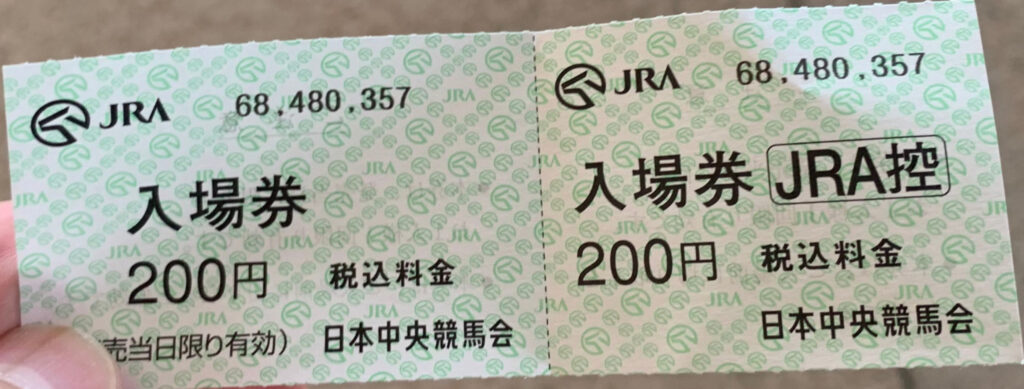 JRA 68,480,357
入場券
200円 税込料金
売当日限り有効) 日本中央競馬会
JRA 68,480,357
入場券 JRA控
200円 税込料金
日本中央競馬会